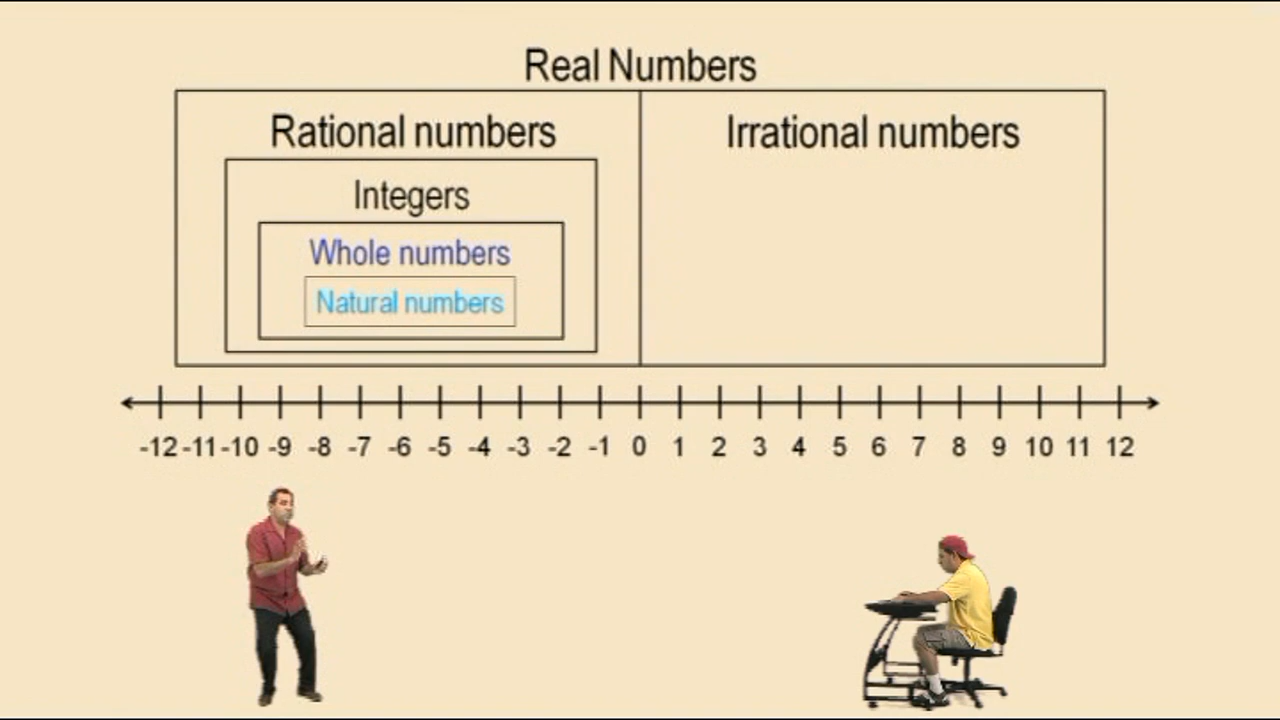 Real Numbers
Rational numbers
Irrational numbers
Integers
Whole numbers
Natural numbers
-12 -11 -10 -9 -8 -7 -6 -5 -4 -3 -2 -1 0 1 2 3 4 5 6 7 8 9 10 11 12